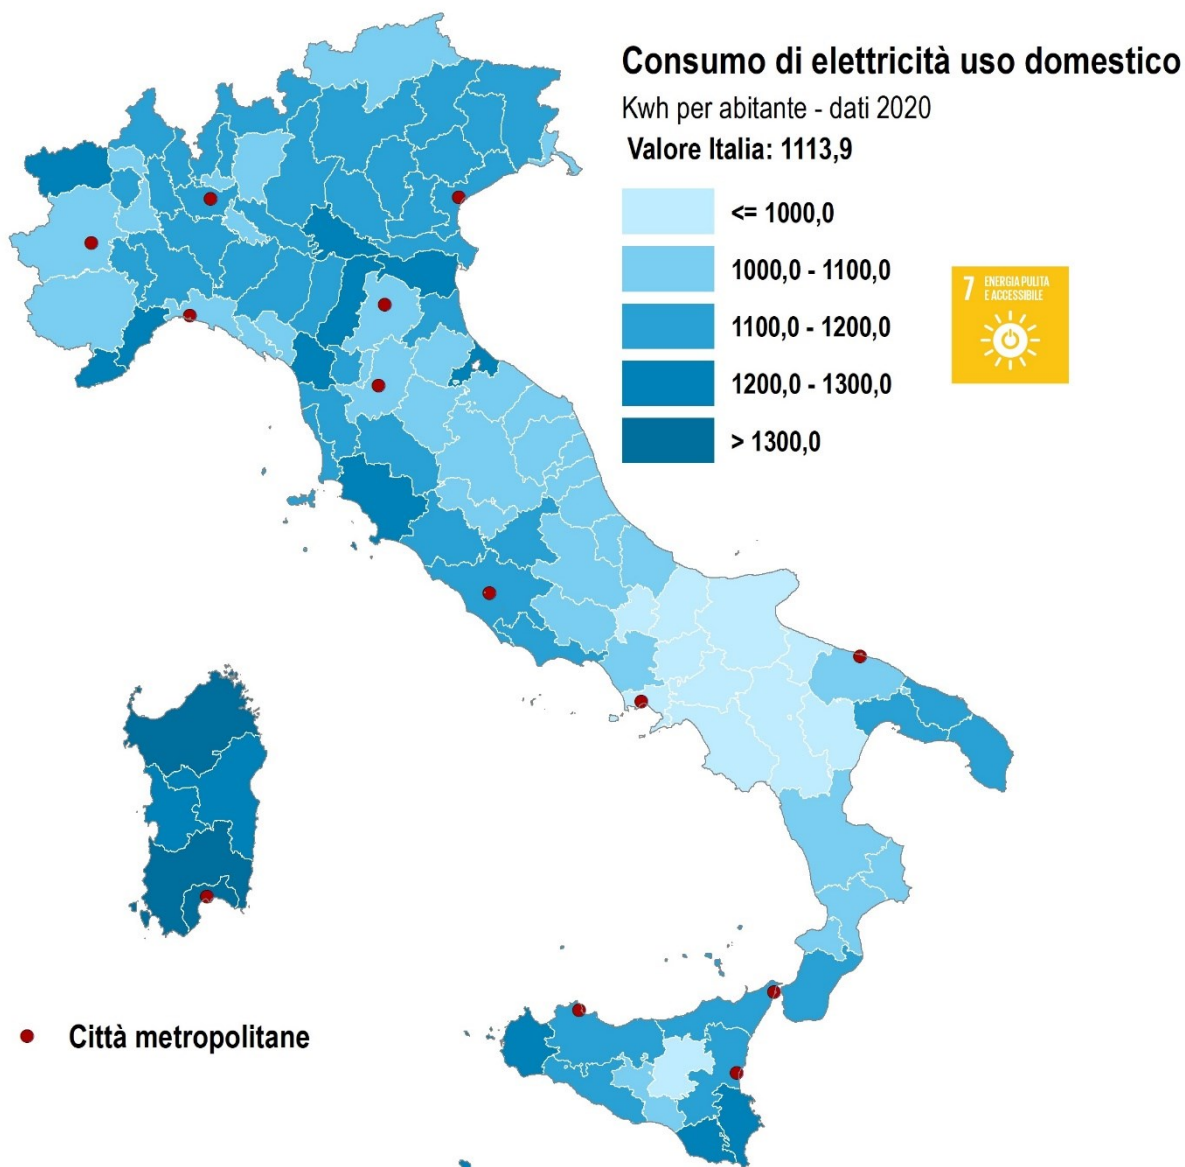 Consumo di elettricità uso domestico
Kwh per abitante - dati 2020
Valore Italia: 1113,9
<= 1000,0
1000,0 - 1100,0
1100,0 - 1200,0
1200,0 - 1300,0
> 1300,0
7 ENERGIA PULITA
E ACCESSIBILE
Città metropolitane